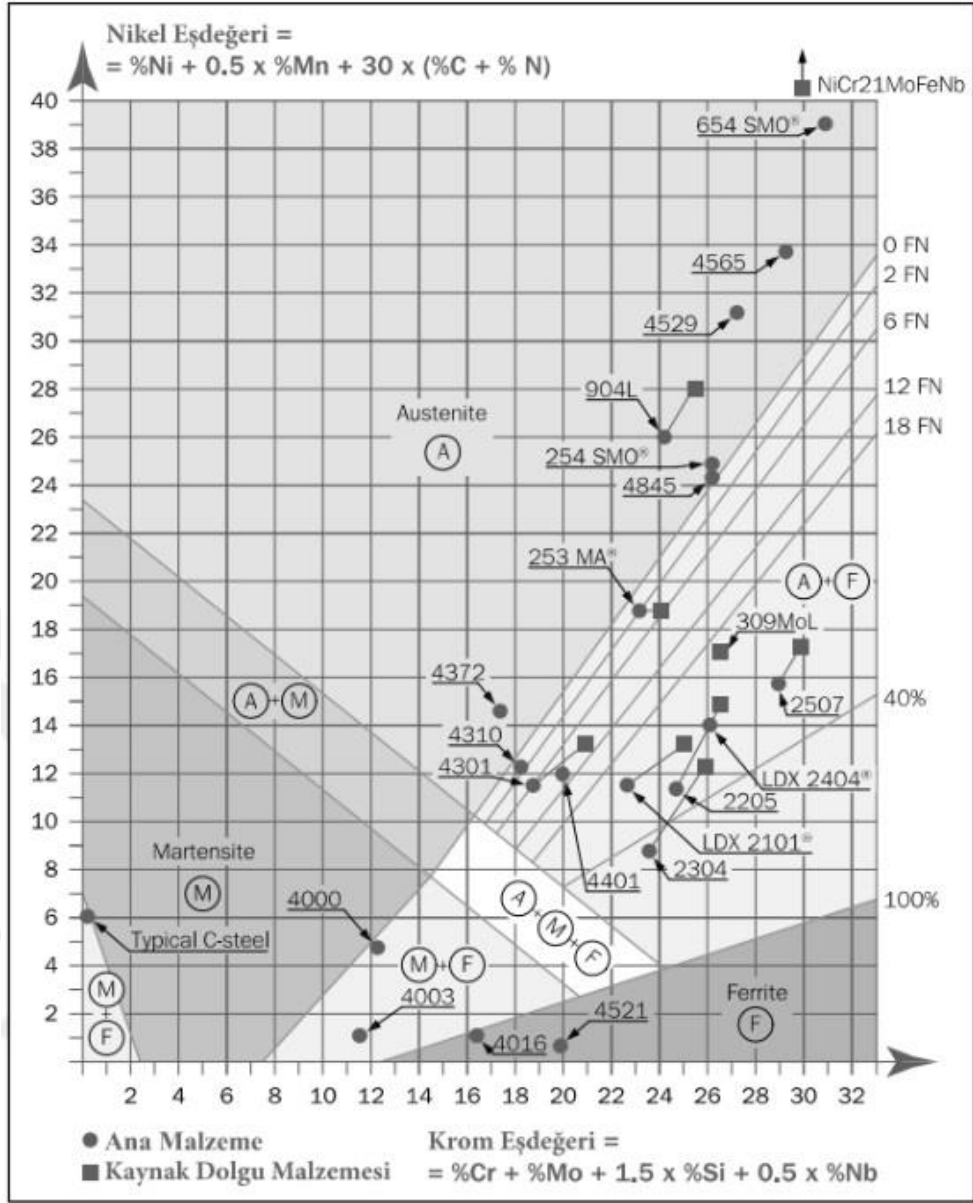 Nikel Eşdeğeri =
= %Ni + 0.5 x %Mn + 30 x (%C + % N)
NiCr21MoFeNb
40
654 SMO®
38
36
34
0 FN
4565
2 FN
32
6 FN
4529
30
28
904L
12 FN
Austenite
18 FN
26
A
254 SMO®
24
4845
22
253 MA®
20
A+F
18
309MoL
16
4372
A+M
2507
40%
14
4310
12
4301
LDX 2404®
2205
10
LDX 2101®
Martensite
2304
8
4401
M
4000
A+M+F
100%
6
Typical C-steel
4
M+F
M
+
F
4003
Ferrite
4521
F
2
4016
2 4 6 8 10 12 14 16 18 20 22 24 26 28 30 32
Ana Malzeme
Kaynak Dolgu Malzemesi
Krom Eşdeğeri =
= %Cr + %Mo + 1.5 x %Si + 0.5 x %Nb